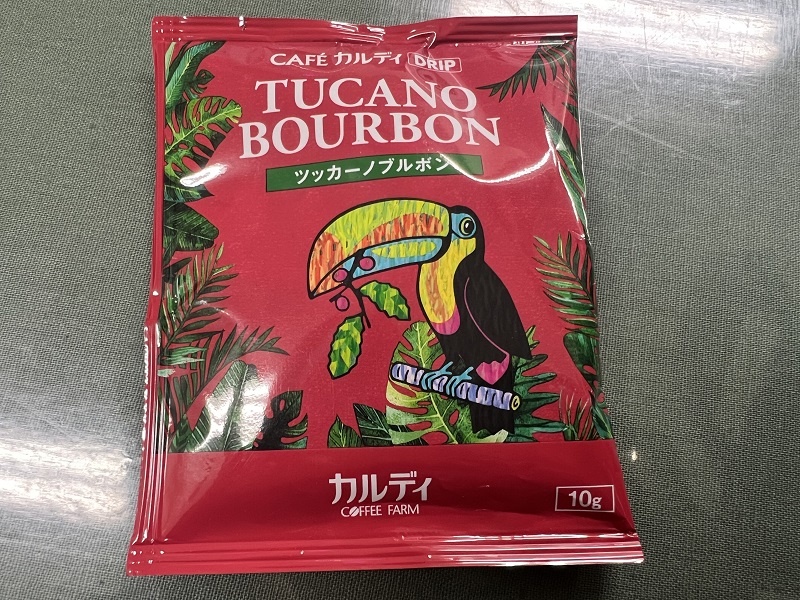 CAFÉ カルディ DRIP
TUCANO
BOURBON
ツッカーノブルボン
カルディ
COFFEE FARM
10g